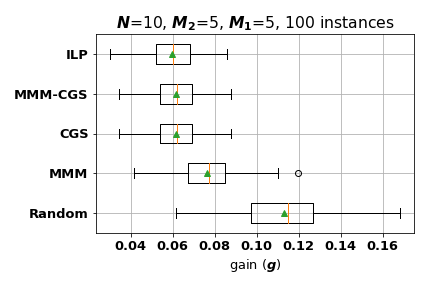 N=10, M₂=5, M₁=5, 100 instances
ILP
MMM-CGS
CGS
MMM
Random
0.04 0.06 0.08 0.10 0.12 0.14 0.16
gain (g)